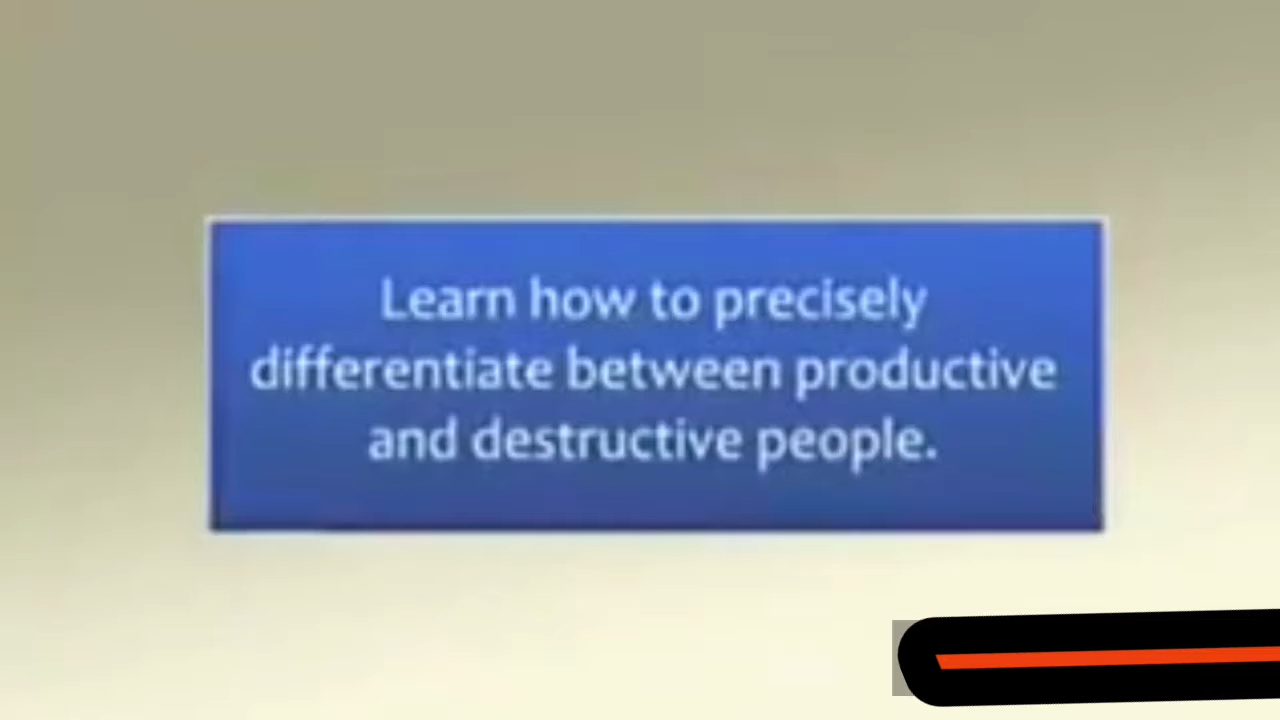 Learn how to precisely
differentiate between productive
and destructive people.